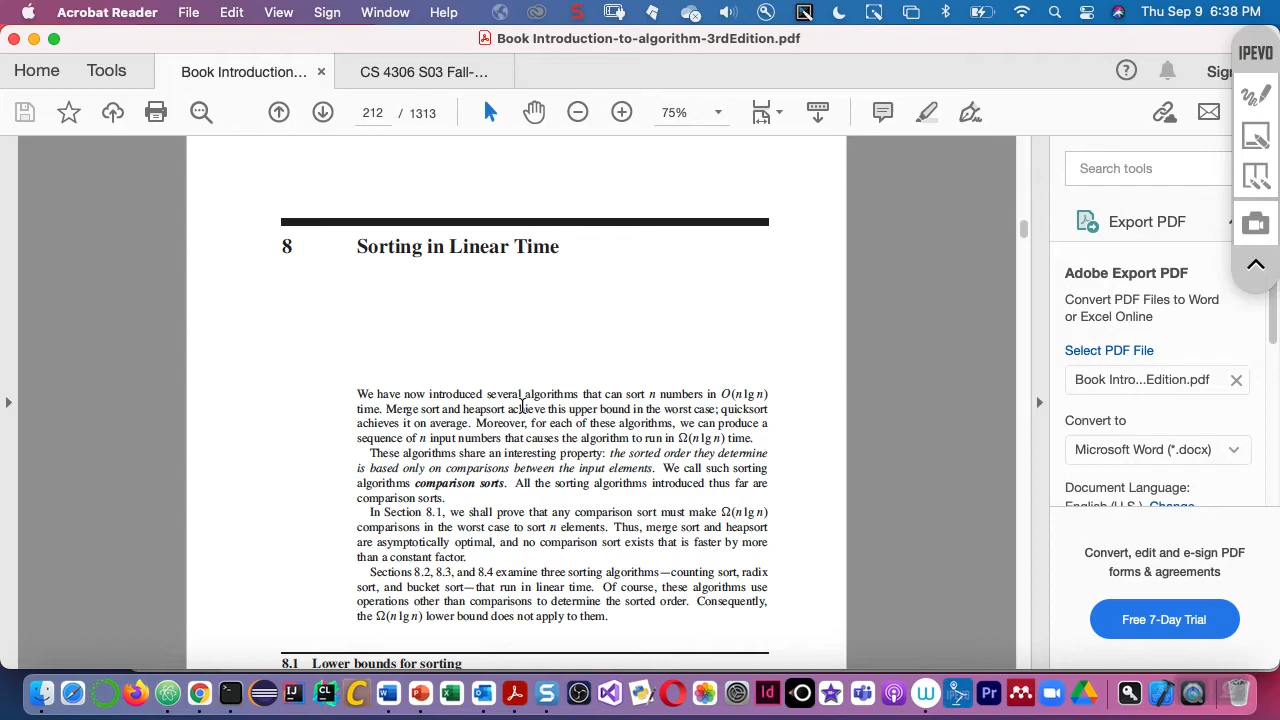 Acrobat Reader File Edit View Sign Window Help Thu Sep 9 6:38 PM
Book Introduction-to-algorithm-3rdEdition.pdf
IPEVO
Home Tools Book Introduction... × CS 4306 S03 Fall-... Sign
212 / 1313 75%
Search tools
Export PDF
8 Sorting in Linear Time
Adobe Export PDF
Convert PDF Files to Word
or Excel Online
Select PDF File
Book Intro...Edition.pdf
Convert to
Microsoft Word (*.docx)
Document Language:
English (U.S.) Change
Convert, edit and e-sign PDF
forms & agreements
Free 7-Day Trial
We have now introduced several algorithms that can sort n numbers in O(n lg n)
time. Merge sort and heapsort achieve this upper bound in the worst case; quicksort
achieves it on average. Moreover, for each of these algorithms, we can produce a
sequence of n input numbers that causes the algorithm to run in Ω(n lg n) time.
These algorithms share an interesting property: the sorted order they determine
is based only on comparisons between the input elements. We call such sorting
algorithms comparison sorts. All the sorting algorithms introduced thus far are
comparison sorts.
In Section 8.1, we shall prove that any comparison sort must make Ω(n lg n)
comparisons in the worst case to sort n elements. Thus, merge sort and heapsort
are asymptotically optimal, and no comparison sort exists that is faster by more
than a constant factor.
Sections 8.2, 8.3, and 8.4 examine three sorting algorithms—counting sort, radix
sort, and bucket sort—that run in linear time. Of course, these algorithms use
operations other than comparisons to determine the sorted order. Consequently,
the Ω(n lg n) lower bound does not apply to them.
8.1 Lower bounds for sorting